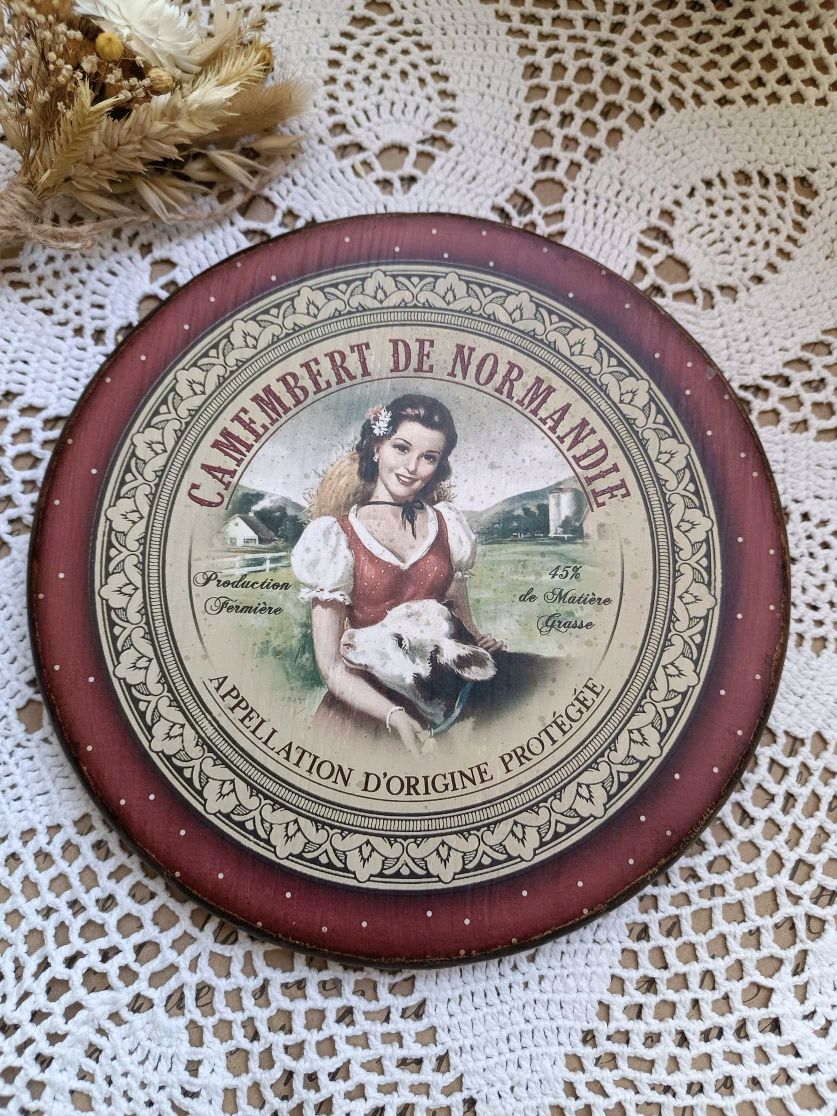 CAMEMBERT DE NORMANDIE
Production
Fermière
45%
de Matière
Grasse
APPELLATION D'ORIGINE PROTÉGÉE